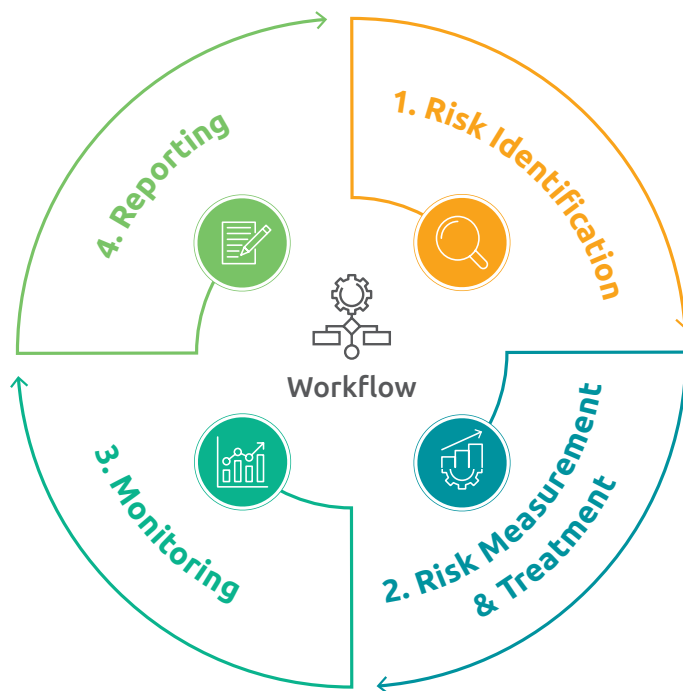 1. Risk Identification
2. Risk Measurement
& Treatment
3. Monitoring
4. Reporting
Workflow